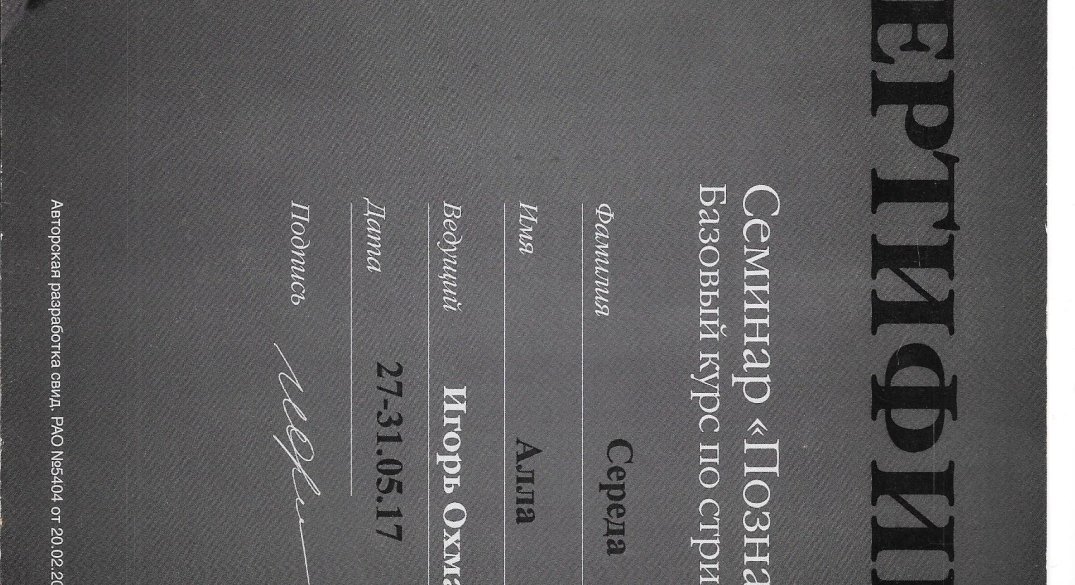 ЕРТИФИ
Семинар «Позна
Базовый курс по стри
Фамилия Середа
Имя Алла
Ведущий Игорь Охма
Дата 27-31.05.17
Подпись
Авторская разработка свид. РАО №5404 от 20.02.20